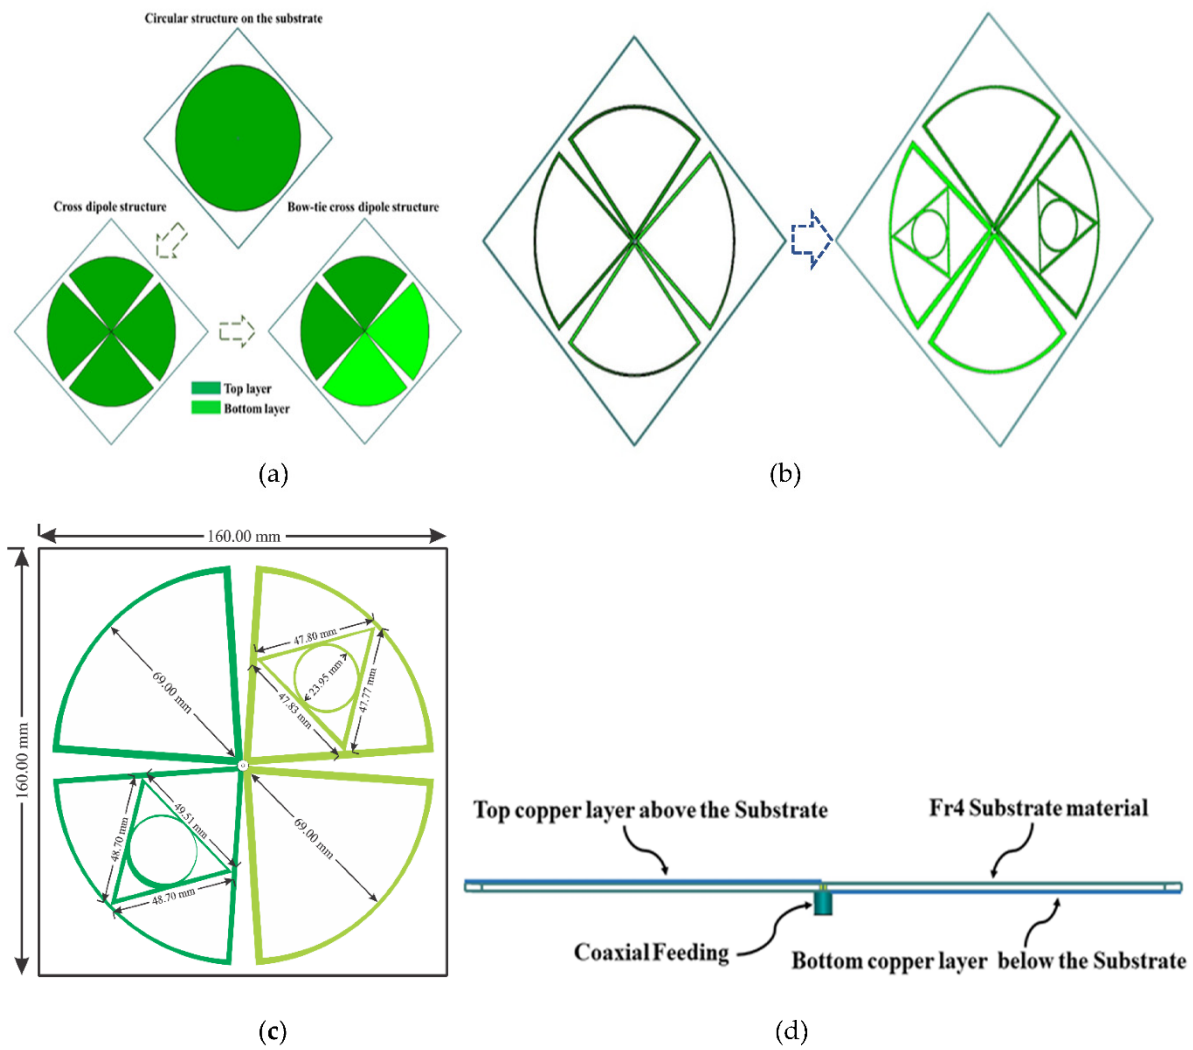 Circular structure on the substrate
Cross dipole structure
Bow-tie cross dipole structure
Top layer
Bottom layer
(a)
(b)
160.00 mm
160.00 mm
69.00 mm
47.80 mm
23.95 mm
47.83 mm
47.77 mm
48.70 mm
49.51 mm
48.70 mm
69.00 mm
(c)
Top copper layer above the Substrate
Fr4 Substrate material
Coaxial Feeding
Bottom copper layer below the Substrate
(d)